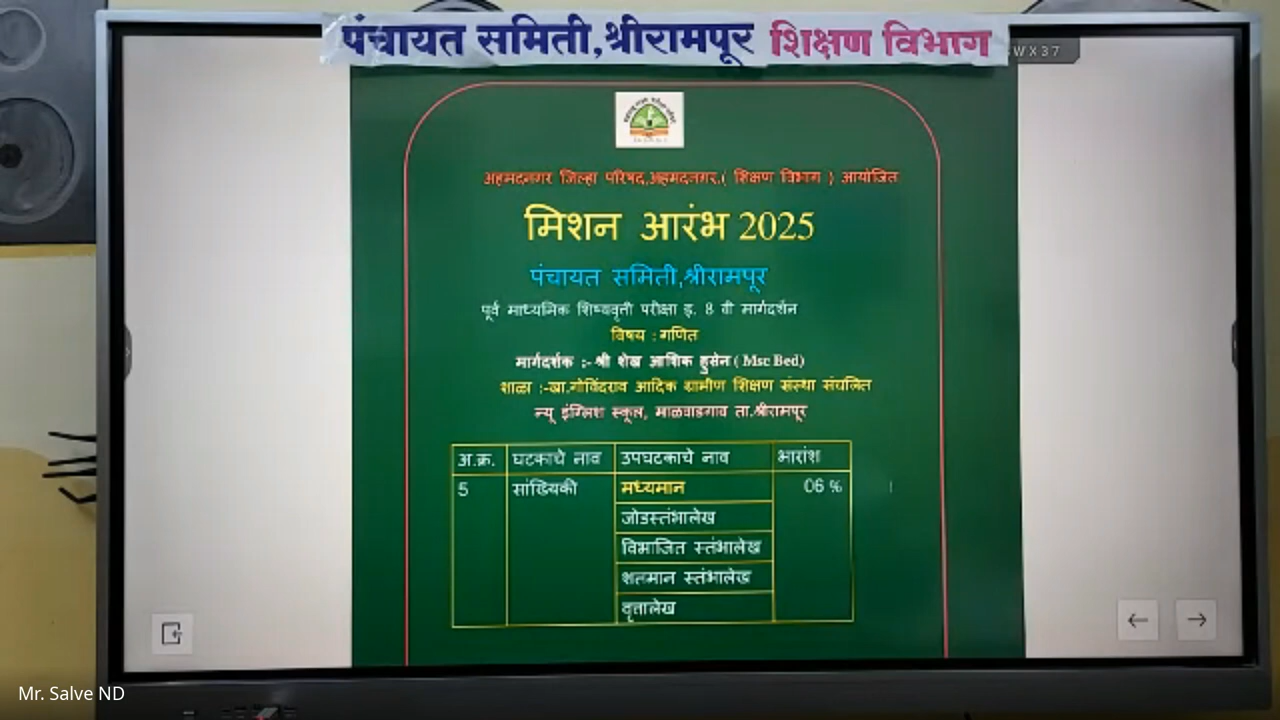 पंचायत समिती,श्रीरामपूर शिक्षण विभाग
WX37
अहमदनगर जिल्हा परिषद,अहमदनगर,( शिक्षण विभाग ) आयोजित
मिशन आरंभ 2025
पंचायत समिती,श्रीरामपूर
पूर्व माध्यमिक शिष्यवृत्ती परीक्षा इ. 8 वी मार्गदर्शन
विषय : गणित
मार्गदर्शक :- श्री शेख आशिक हुसेन ( Msc Bed)
शाळा :-खा.गोविंदराव आदिक ग्रामीण शिक्षण संस्था संचलित
न्यू इंग्लिश स्कूल, माळवाडगाव ता.श्रीरामपूर
अ.क्र. घटकाचे नाव उपघटकाचे नाव भारांश
5 सांख्यिकी मध्यमान 06 %
जोडस्तंभालेख
विभाजित स्तंभालेख
शतमान स्तंभालेख
वृत्तालेख
Mr. Salve ND